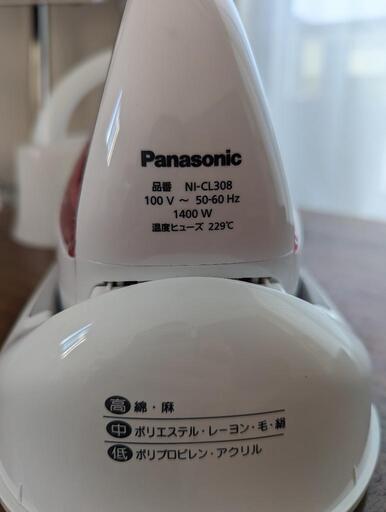 Panasonic
品番 NI-CL308
100 V ～ 50-60 Hz
1400 W
温度ヒューズ 229℃
高 綿・麻
中 ポリエステル・レーヨン・毛・絹
低 ポリプロピレン・アクリル